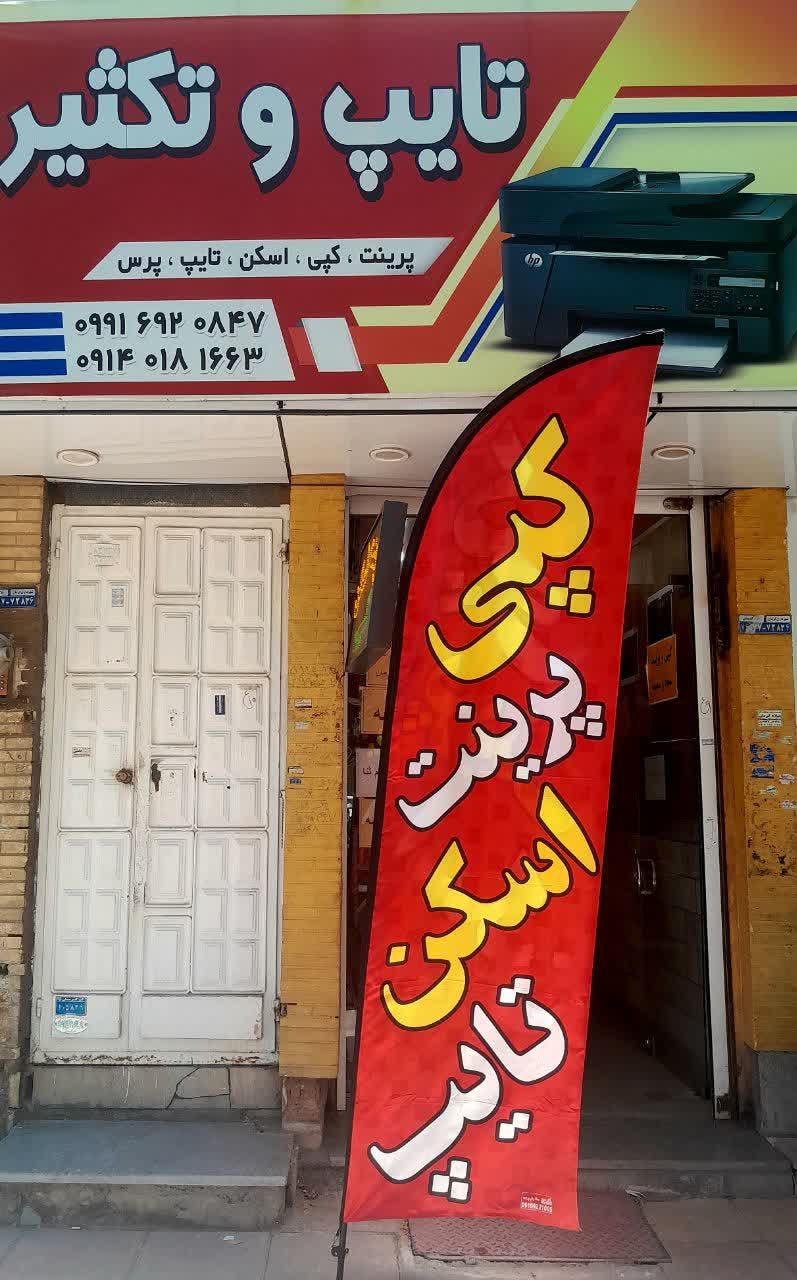 تایپ و تکثیر
پرینت ، کپی ، اسکن ، تایپ ، پرس
۰۹۹۱ ۶۹۲ ۰۸۴۷
۰۹۱۴ ۰۱۸ ۱۶۶۳
hp
کپی
پرینت
اسکن
تایپ